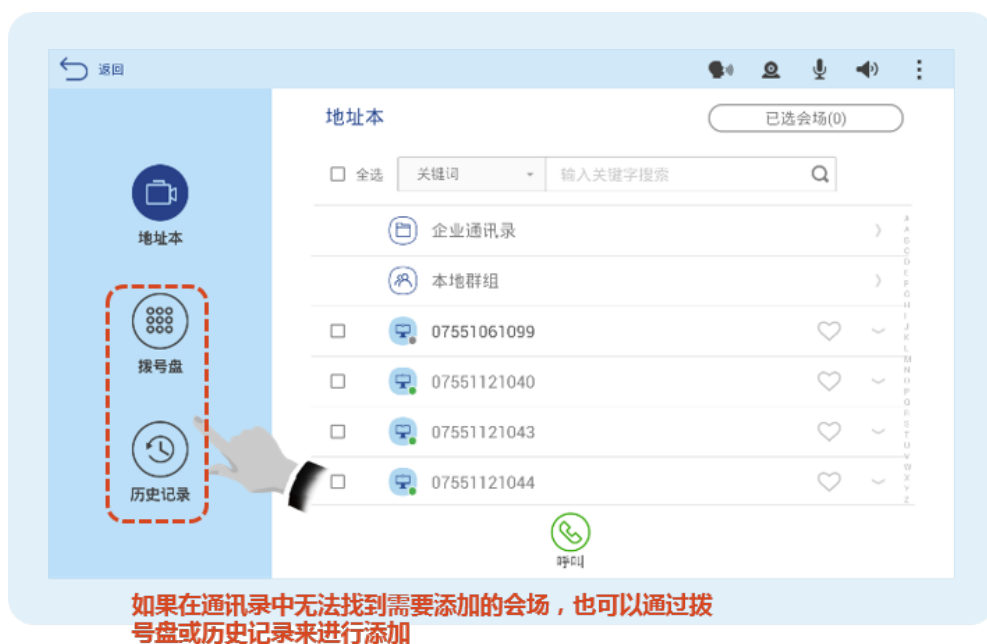 返回
地址本
已选会场(0)
全选 关键词 输入关键字搜索
企业通讯录
本地群组
07551061099
07551121040
07551121043
07551121044
呼叫
地址本
拨号盘
历史记录
A
A
B
C
D
E
F
G
H
I
J
K
L
M
N
O
P
Q
R
S
T
U
V
W
X
Y
Z
如果在通讯录中无法找到需要添加的会场，也可以通过拨
号盘或历史记录来进行添加